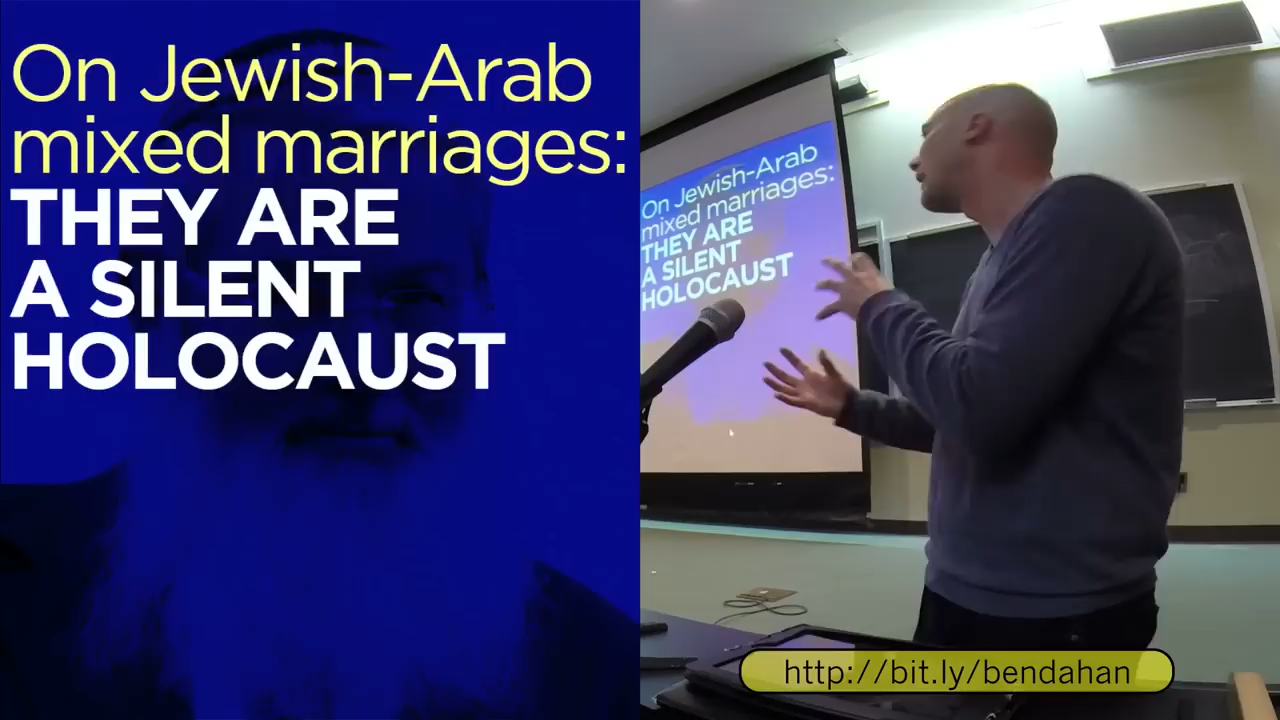 On Jewish-Arab
mixed marriages:
THEY ARE
A SILENT
HOLOCAUST
On Jewish-Arab
mixed marriages:
THEY ARE
A SILENT
HOLOCAUST
http://bit.ly/bendahan